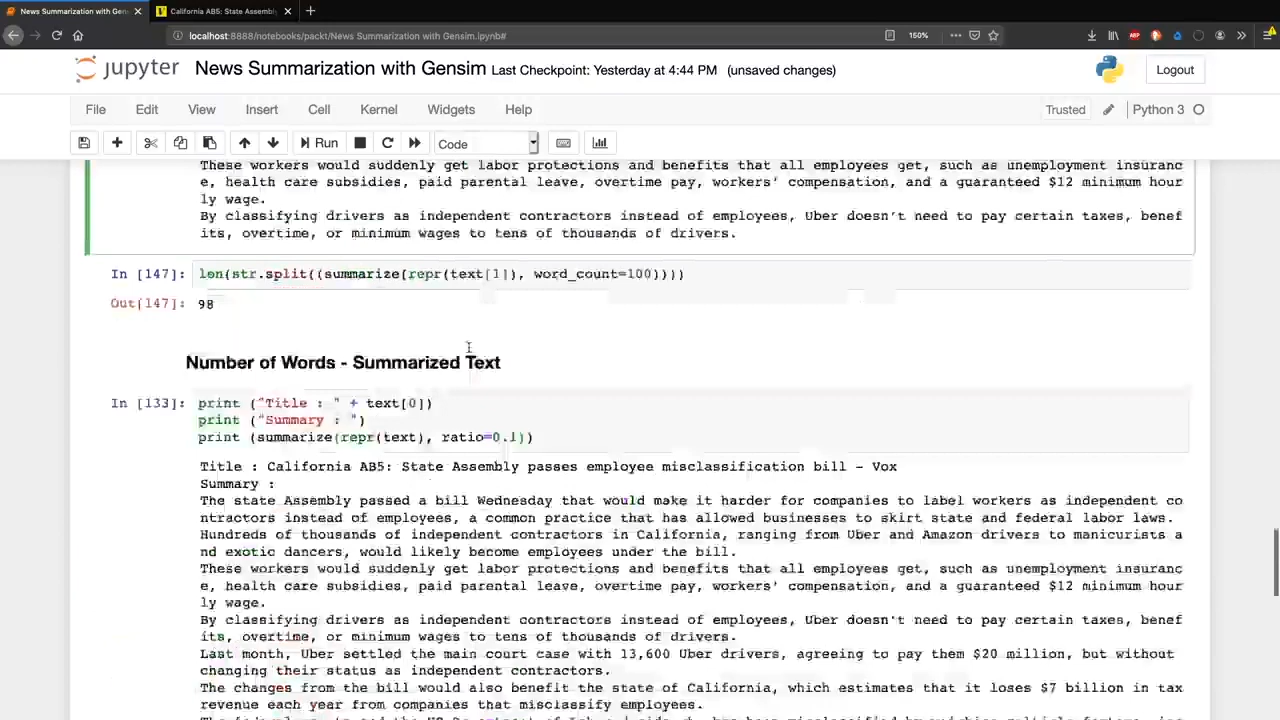 News Summarization with Gen
California AB5: State Assembly
localhost:8888/notebooks/packt/News Summarization with Gensim.ipynb#
150%
ABP
jupyter
News Summarization with Gensim Last Checkpoint: Yesterday at 4:44 PM (unsaved changes)
Logout
File Edit View Insert Cell Kernel Widgets Help
Trusted
Python 3
Run
Code
These workers would suddenly get labor protections and benefits that all employees get, such as unemployment insuranc
e, health care subsidies, paid parental leave, overtime pay, workers' compensation, and a guaranteed $12 minimum hour
ly wage.
By classifying drivers as independent contractors instead of employees, Uber doesn't need to pay certain taxes, benef
its, overtime, or minimum wages to tens of thousands of drivers.
In [147]: len(str.split((summarize(repr(text[1]), word_count=100))))
Out[147]: 98
Number of Words - Summarized Text
In [133]: print ("Title : " + text[0])
print ("Summary : ")
print (summarize(repr(text), ratio=0.1))
Title : California AB5: State Assembly passes employee misclassification bill - Vox
Summary :
The state Assembly passed a bill Wednesday that would make it harder for companies to label workers as independent co
ntractors instead of employees, a common practice that has allowed businesses to skirt state and federal labor laws.
Hundreds of thousands of independent contractors in California, ranging from Uber and Amazon drivers to manicurists a
nd exotic dancers, would likely become employees under the bill.
These workers would suddenly get labor protections and benefits that all employees get, such as unemployment insuranc
e, health care subsidies, paid parental leave, overtime pay, workers' compensation, and a guaranteed $12 minimum hour
ly wage.
By classifying drivers as independent contractors instead of employees, Uber doesn't need to pay certain taxes, benef
its, overtime, or minimum wages to tens of thousands of drivers.
Last month, Uber settled the main court case with 13,600 Uber drivers, agreeing to pay them $20 million, but without
changing their status as independent contractors.
The changes from the bill would also benefit the state of California, which estimates that it loses $7 billion in tax
revenue each year from companies that misclassify employees.